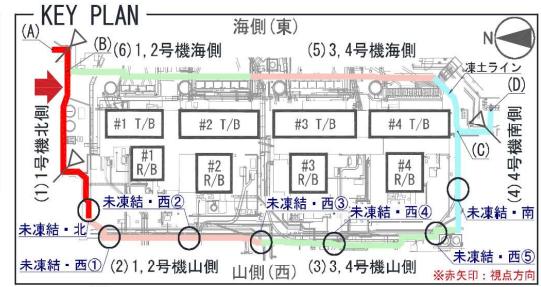 KEY PLAN
海側(東)
N
(A)
(B)
(6)1,2号機海側
(5)3,4号機海側
凍土ライン
(D)
#1 T/B
#2 T/B
#3 T/B
#4 T/B
(C)
(1)1号機北側
(4)4号機南側
#1
R/B
#2
R/B
#3
R/B
#4
R/B
未凍結・西②
未凍結・西③
未凍結・西④
未凍結・南
未凍結・北
未凍結・西①
未凍結・西⑤
(2)1,2号機山側
山側(西)
(3)3,4号機山側
※赤矢印：視点方向